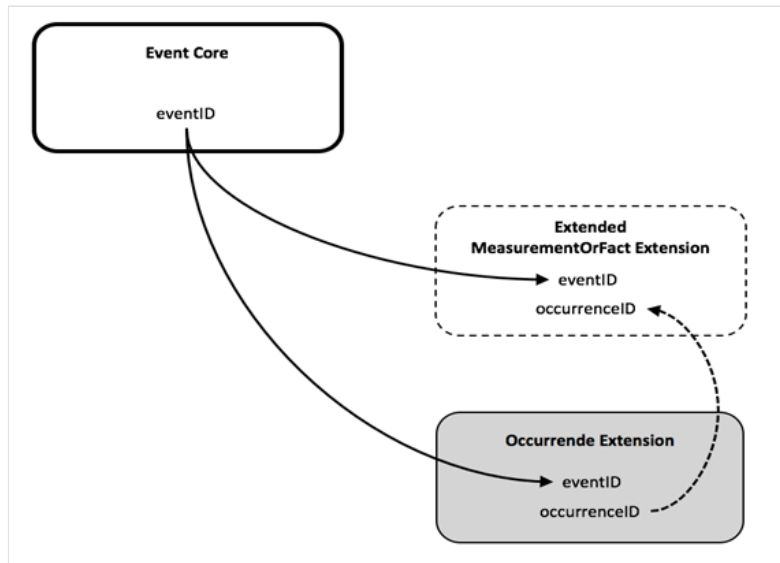 Event Core
eventID
Extended
MeasurementOrFact Extension
eventID
occurrenceID
Occurrende Extension
eventID
occurrenceID